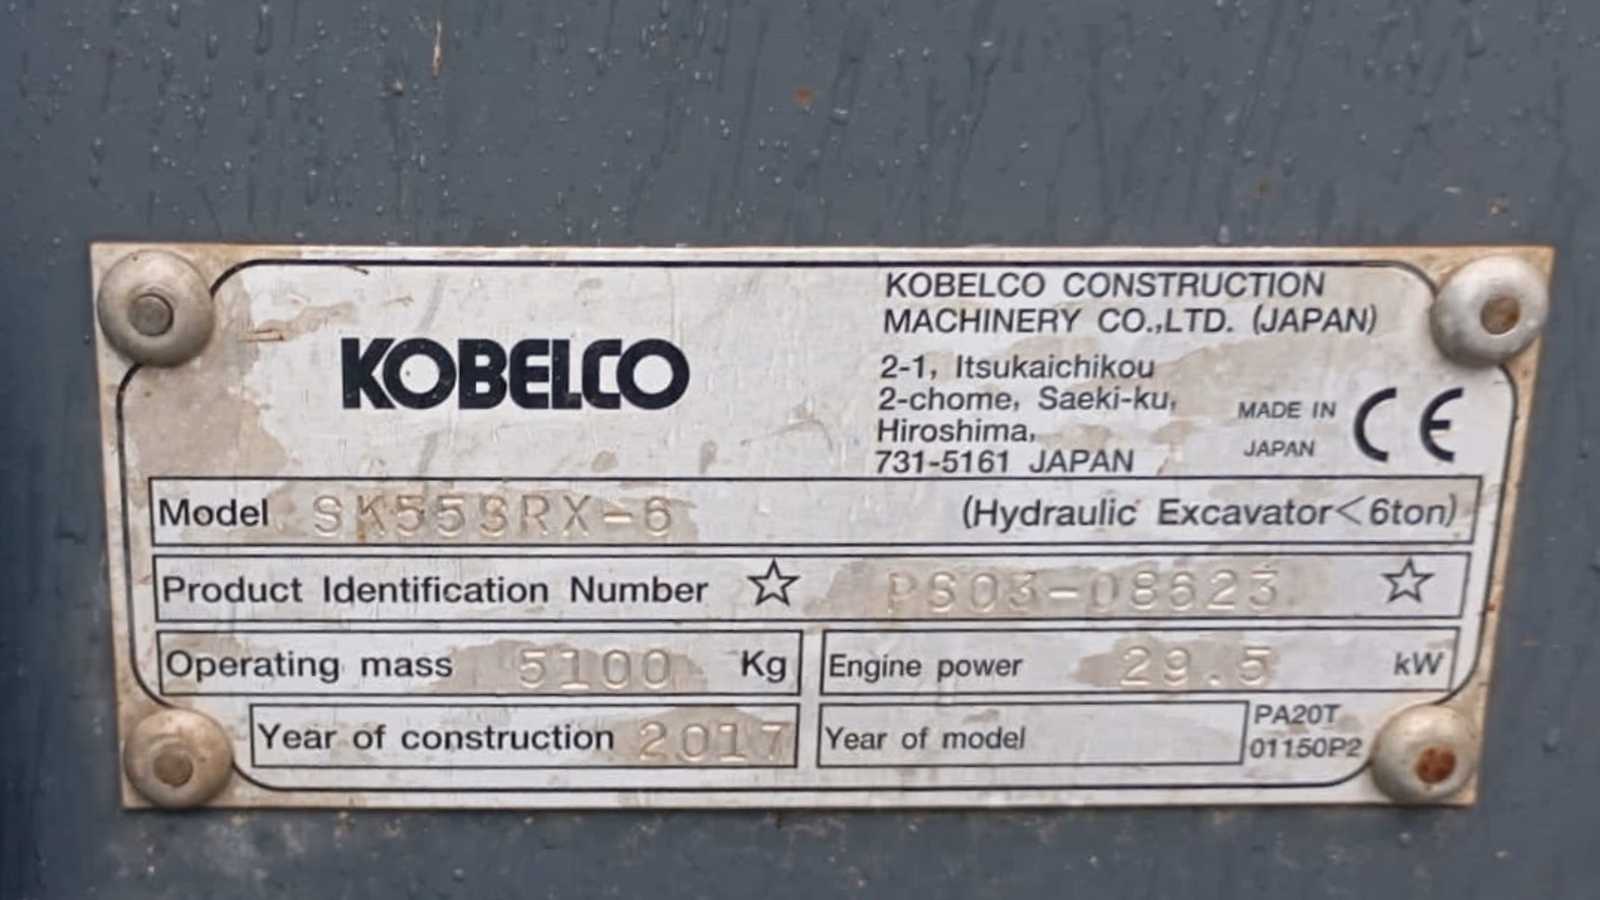 KOBELCO
KOBELCO CONSTRUCTION
MACHINERY CO.,LTD. (JAPAN)
2-1, Itsukaichikou
2-chome, Saeki-ku,
Hiroshima,
731-5161 JAPAN
MADE IN
JAPAN
CE
Model SK55SRX-6 (Hydraulic Excavator<6ton)
Product Identification Number ☆ PS03-08623 ☆
Operating mass 5100 Kg
Engine power 29.5 kW
Year of construction 2017
Year of model
PA20T
01150P2